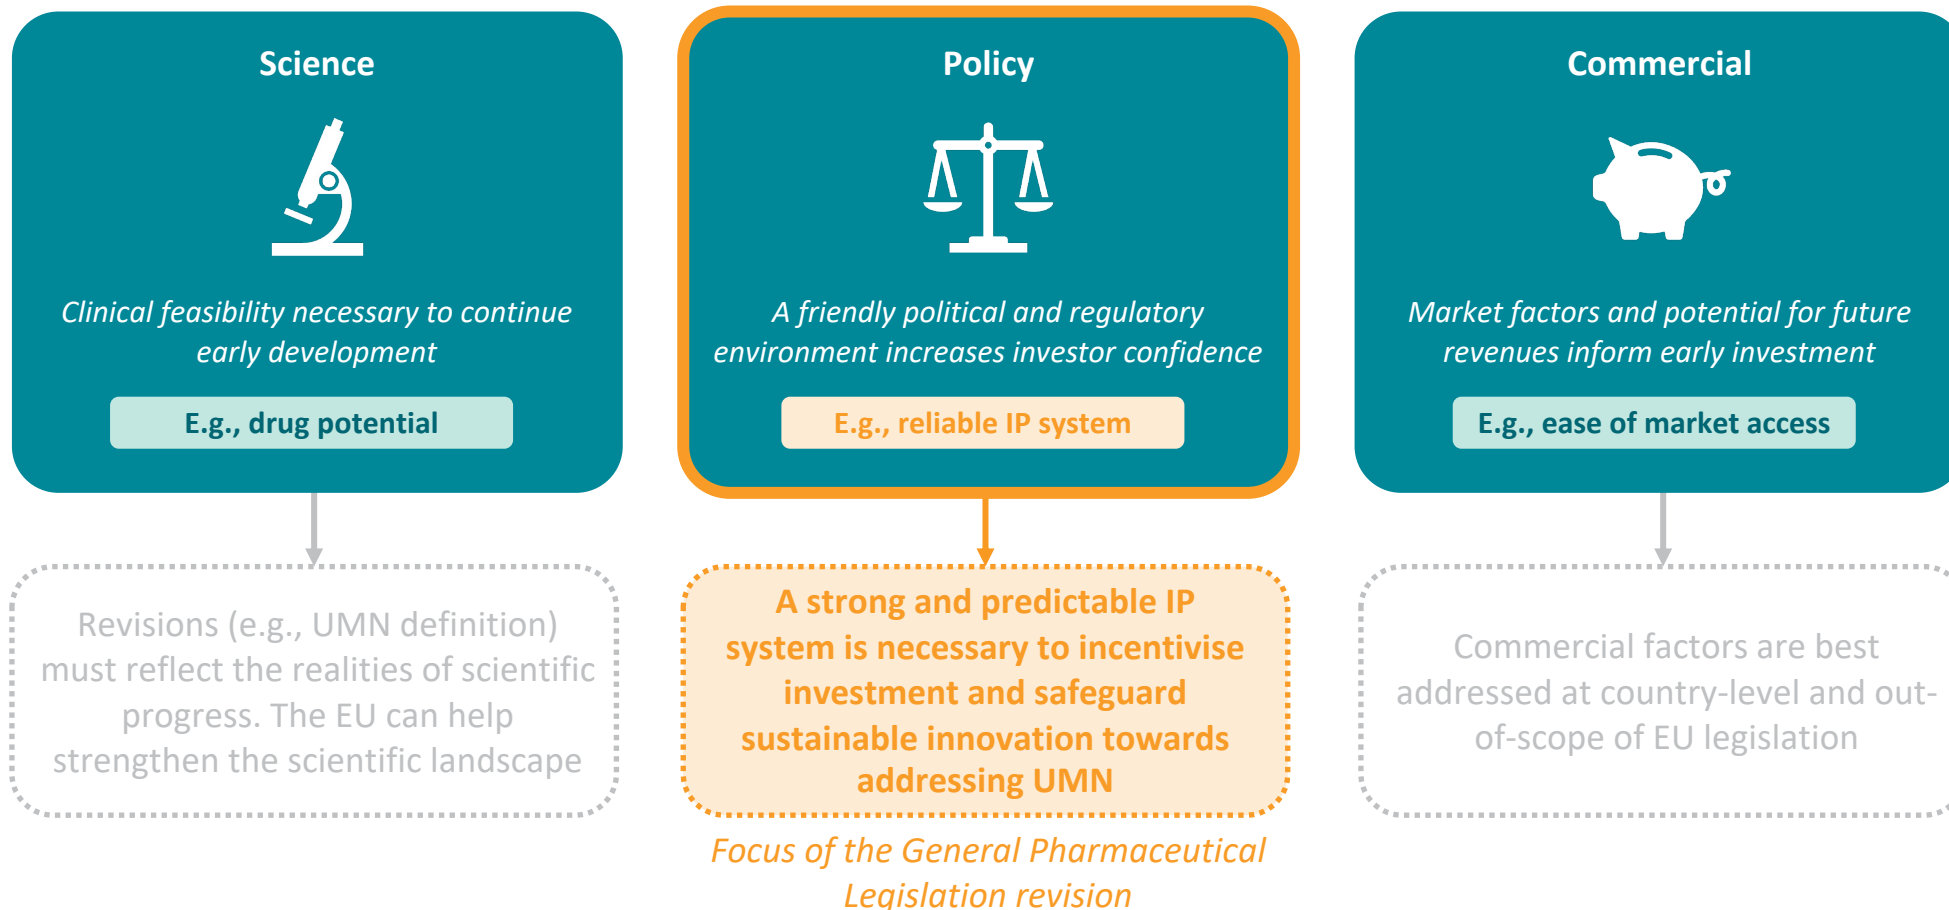 Science
Clinical feasibility necessary to continue
early development
E.g., drug potential
Revisions (e.g., UMN definition)
must reflect the realities of scientific
progress. The EU can help
strengthen the scientific landscape
Policy
A friendly political and regulatory
environment increases investor confidence
E.g., reliable IP system
A strong and predictable IP
system is necessary to incentivise
investment and safeguard
sustainable innovation towards
addressing UMN
Focus of the General Pharmaceutical
Legislation revision
Commercial
Market factors and potential for future
revenues inform early investment
E.g., ease of market access
Commercial factors are best
addressed at country-level and out-
of-scope of EU legislation